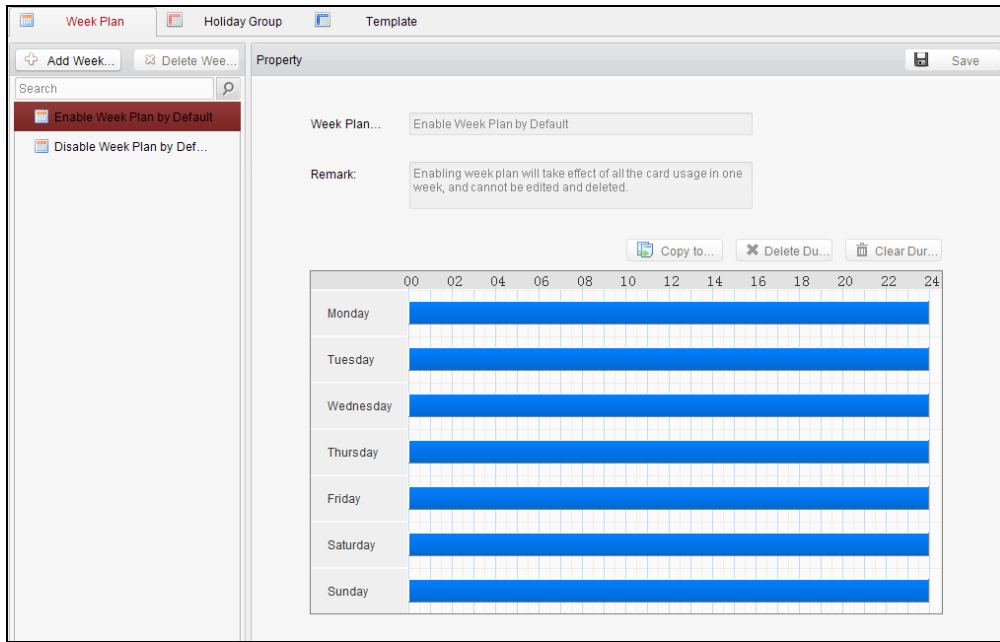 Week Plan Holiday Group Template
Add Week... Delete Wee... Property Save
Search
Enable Week Plan by Default
Disable Week Plan by Def...
Week Plan... Enable Week Plan by Default
Remark: Enabling week plan will take effect of all the card usage in one
week, and cannot be edited and deleted.
Copy to... Delete Du... Clear Dur...
00 02 04 06 08 10 12 14 16 18 20 22 24
Monday
Tuesday
Wednesday
Thursday
Friday
Saturday
Sunday